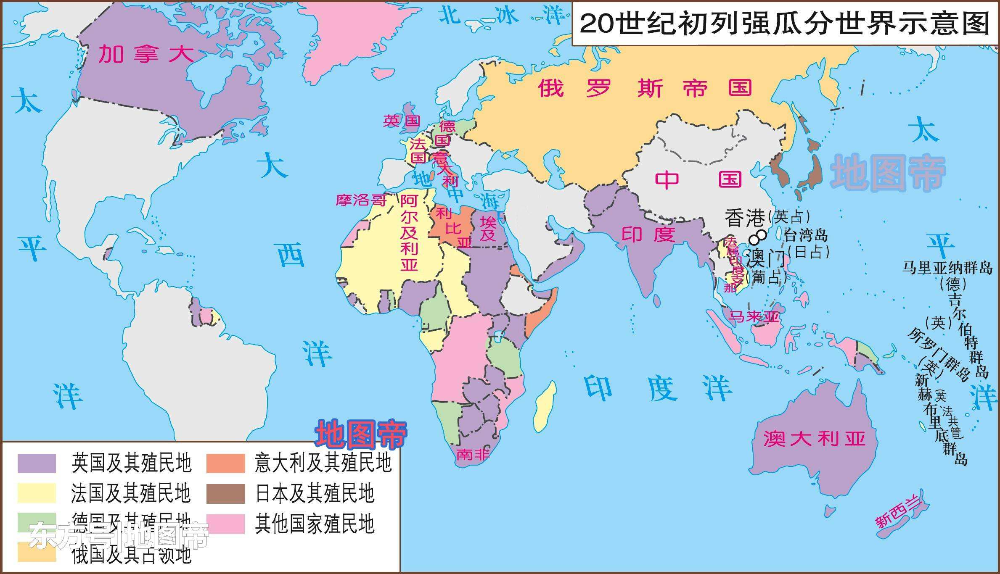 20世纪初列强瓜分世界示意图
北冰洋
加拿大
俄罗斯帝国
太平洋
大西洋
太平洋
英国
德国
法国
意大利
地中海
地图帝
中国
摩洛哥
阿尔及利亚
利比亚
埃及
印度
香港(英占)
台湾岛
(日占)
澳门
(葡占)
法属印度支那
马来亚
马里亚纳群岛
(德)
吉尔伯特群岛
(英)
所罗门群岛
(英)
新赫布里底群岛
(英、法共管)
印度洋
澳大利亚
新西兰
南非
地图帝
英国及其殖民地
意大利及其殖民地
法国及其殖民地
日本及其殖民地
德国及其殖民地
其他国家殖民地
东方号|地图帝
俄国及其占领地